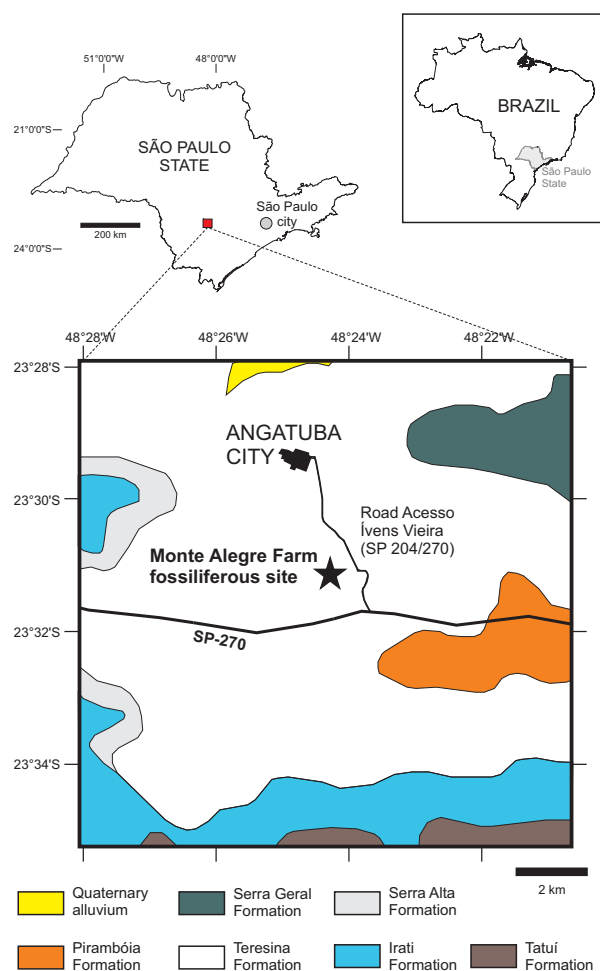 51°0'0"W
48°0'0"W
BRAZIL
21°0'0"S
SÃO PAULO
STATE
São Paulo
State
São Paulo
city
200 km
24°0'0"S
48°28'W
48°26'W
48°24'W
48°22'W
23°28'S
ANGATUBA
CITY
23°30'S
Road Acesso
Ívens Vieira
(SP 204/270)
Monte Alegre Farm
fossiliferous site
23°32'S
SP-270
23°34'S
2 km
Quaternary
alluvium
Serra Geral
Formation
Serra Alta
Formation
Pirambóia
Formation
Teresina
Formation
Irati
Formation
Tatuí
Formation